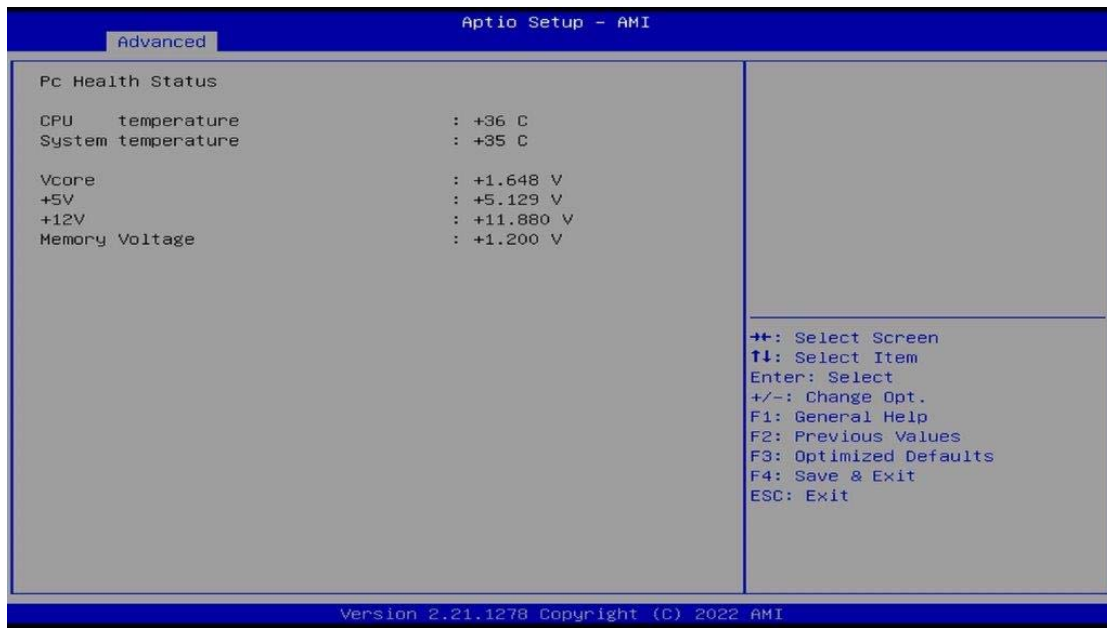 Aptio Setup - AMI
Advanced
Pc Health Status
CPU temperature : +36 C
System temperature : +35 C
Vcore : +1.648 V
+5V : +5.129 V
+12V : +11.880 V
Memory Voltage : +1.200 V
→←: Select Screen
↑↓: Select Item
Enter: Select
+/-: Change Opt.
F1: General Help
F2: Previous Values
F3: Optimized Defaults
F4: Save & Exit
ESC: Exit
Version 2.21.1278 Copyright (C) 2022 AMI